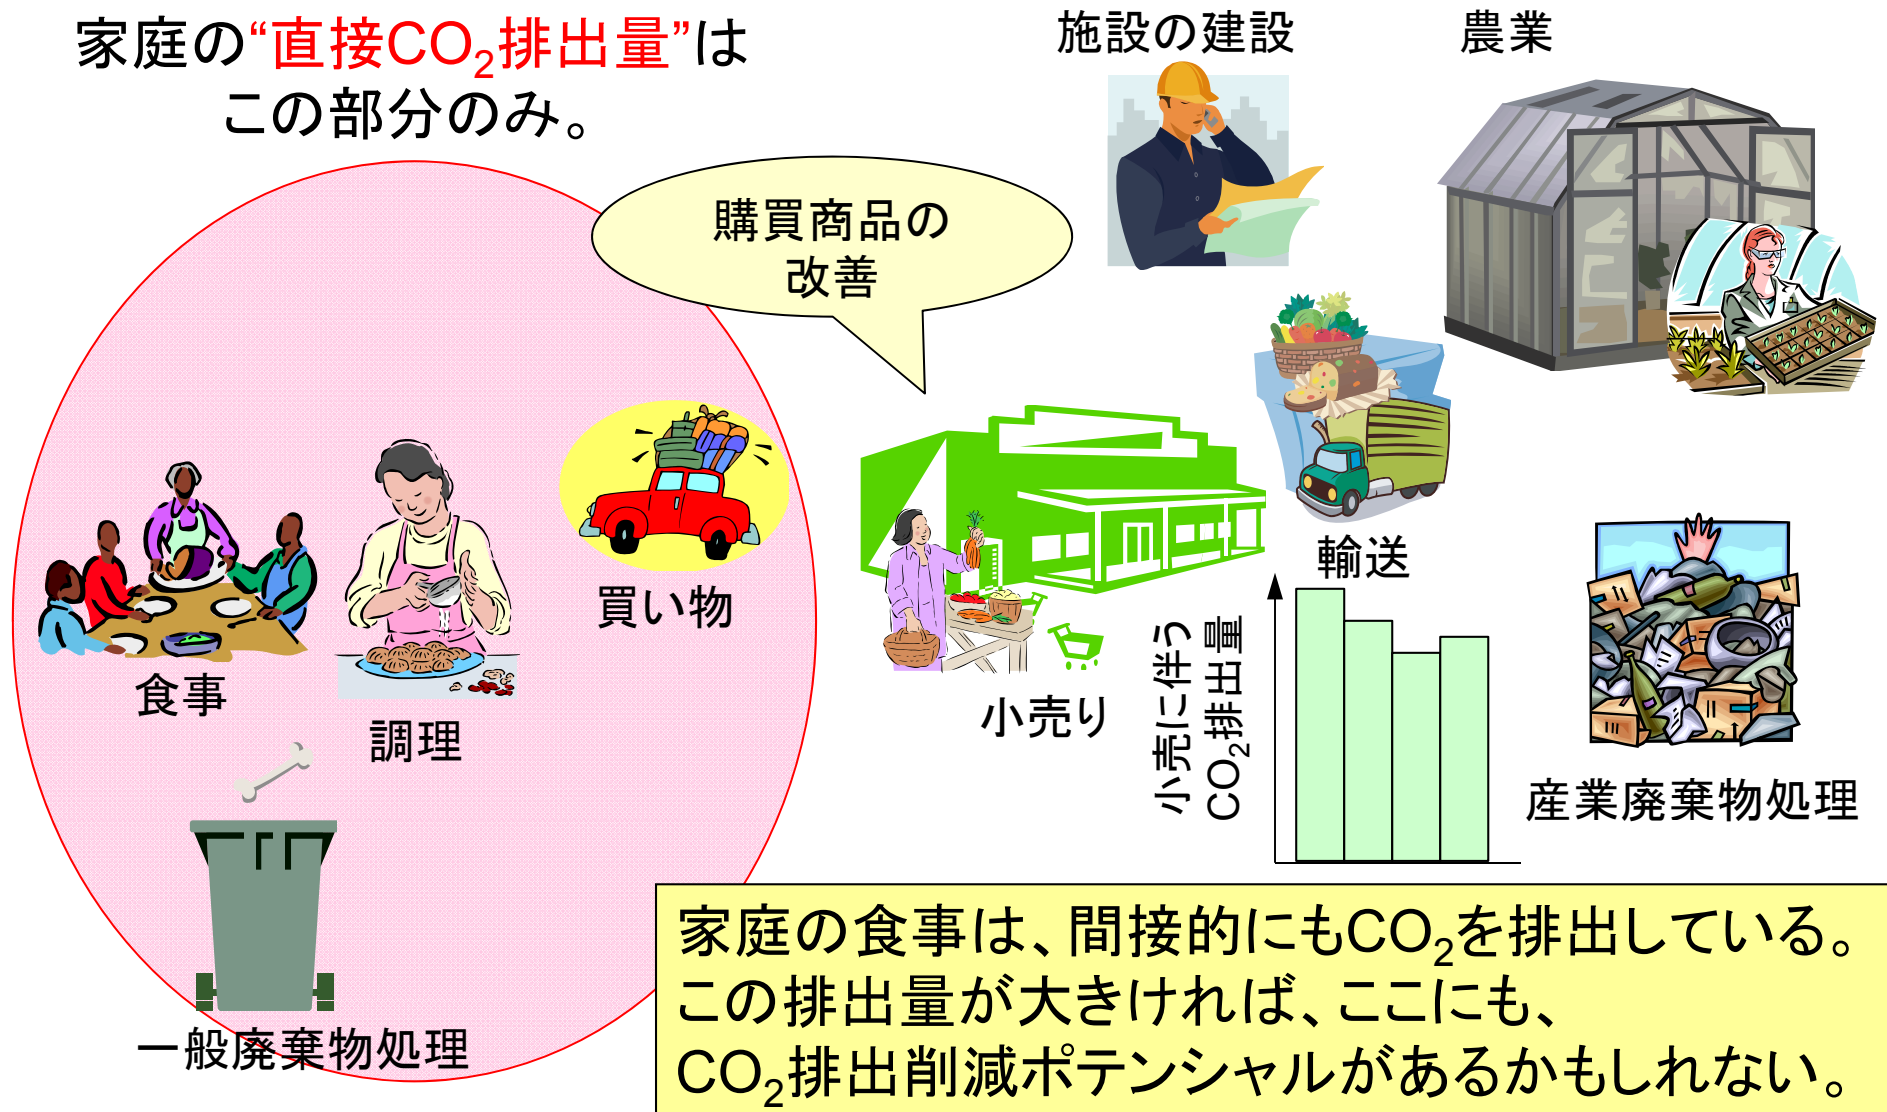 家庭の“直接CO₂排出量”は
この部分のみ。
施設の建設
農業
購買商品の
改善
買い物
食事
調理
一般廃棄物処理
小売り
輸送
小売に伴う
CO₂排出量
産業廃棄物処理
家庭の食事は、間接的にもCO₂を排出している。
この排出量が大きければ、ここにも、
CO₂排出削減ポテンシャルがあるかもしれない。